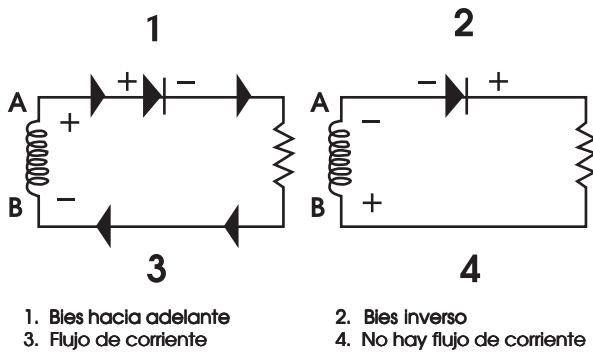 1
2
A
+
−
+
−
B
3
A
−
+
−
+
B
4
1. Bies hacia adelante
2. Bies inverso
3. Flujo de corriente
4. No hay flujo de corriente